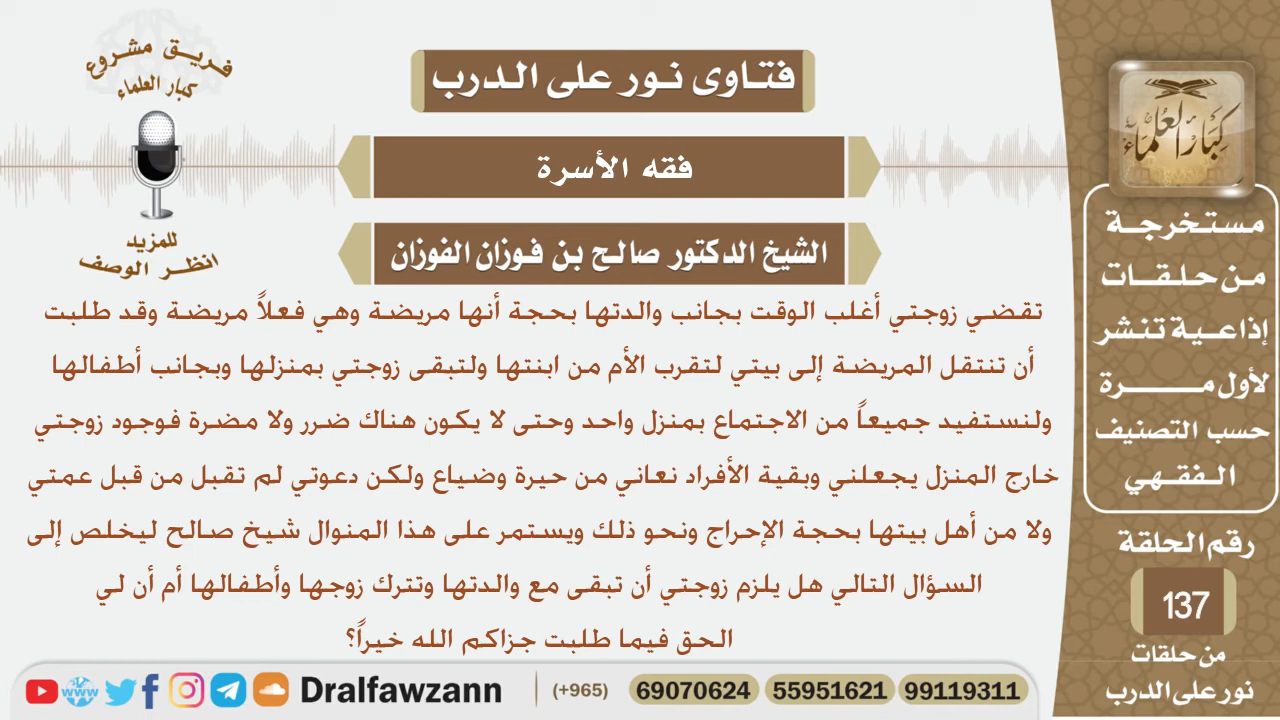 فريق مشروع
كبار العلماء
للمزيد
انظر الوصف
فتاوى نور على الدرب
فقه الأسرة
الشيخ الدكتور صالح بن فوزان الفوزان
تقضي زوجتي أغلب الوقت بجانب والدتها بحجة أنها مريضة وهي فعلاً مريضة وقد طلبت
أن تنتقل المريضة إلى بيتي لتقرب الأم من ابنتها ولتبقى زوجتي بمنزلها وبجانب أطفالها
ولنستفيد جميعاً من الاجتماع بمنزل واحد وحتى لا يكون هناك ضرر ولا مضرة فوجود زوجتي
خارج المنزل يجعلني وبقية الأفراد نعاني من حيرة وضياع ولكن دعوتي لم تقبل من قبل عمتي
ولا من أهل بيتها بحجة الإحراج ونحو ذلك ويستمر على هذا المنوال شيخ صالح ليخلص إلى
السؤال التالي هل يلزم زوجتي أن تبقى مع والدتها وتترك زوجها وأطفالها أم أن لي
الحق فيما طلبت جزاكم الله خيراً؟
كبار العلماء
مستخرجة
من حلقات
إذاعية تنشر
لأول مرة
حسب التصنيف
الفقهي
رقم الحلقة
137
من حلقات
نور على الدرب
www
Dralfawzann
(+965) 69070624 55951621 99119311